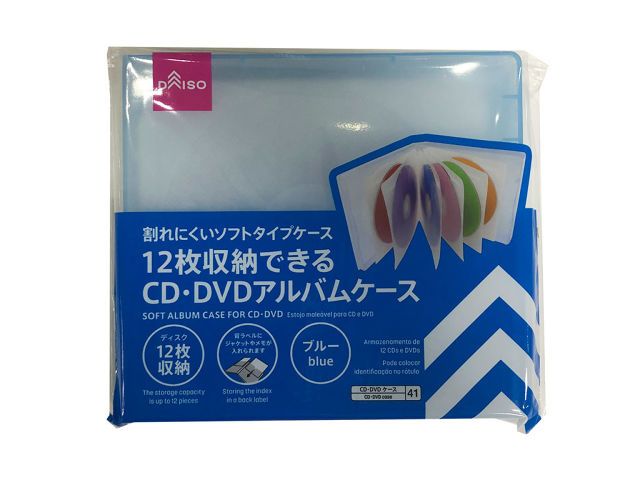 DAISO
割れにくいソフトタイプケース
12枚収納できる
CD・DVDアルバムケース
SOFT ALBUM CASE FOR CD・DVD Estojo maleável para CD e DVD
ディスク
12枚
収納
The storage capacity
is up to 12 pieces
背ラベルに
ジャケットやメモが
入れられます
Storing the index
in a back label
ブルー
blue
Armazenamento de
12 CDs e DVDs
Pode colocar
identificação no rótulo
CD・DVD ケース
CD・DVD case
41